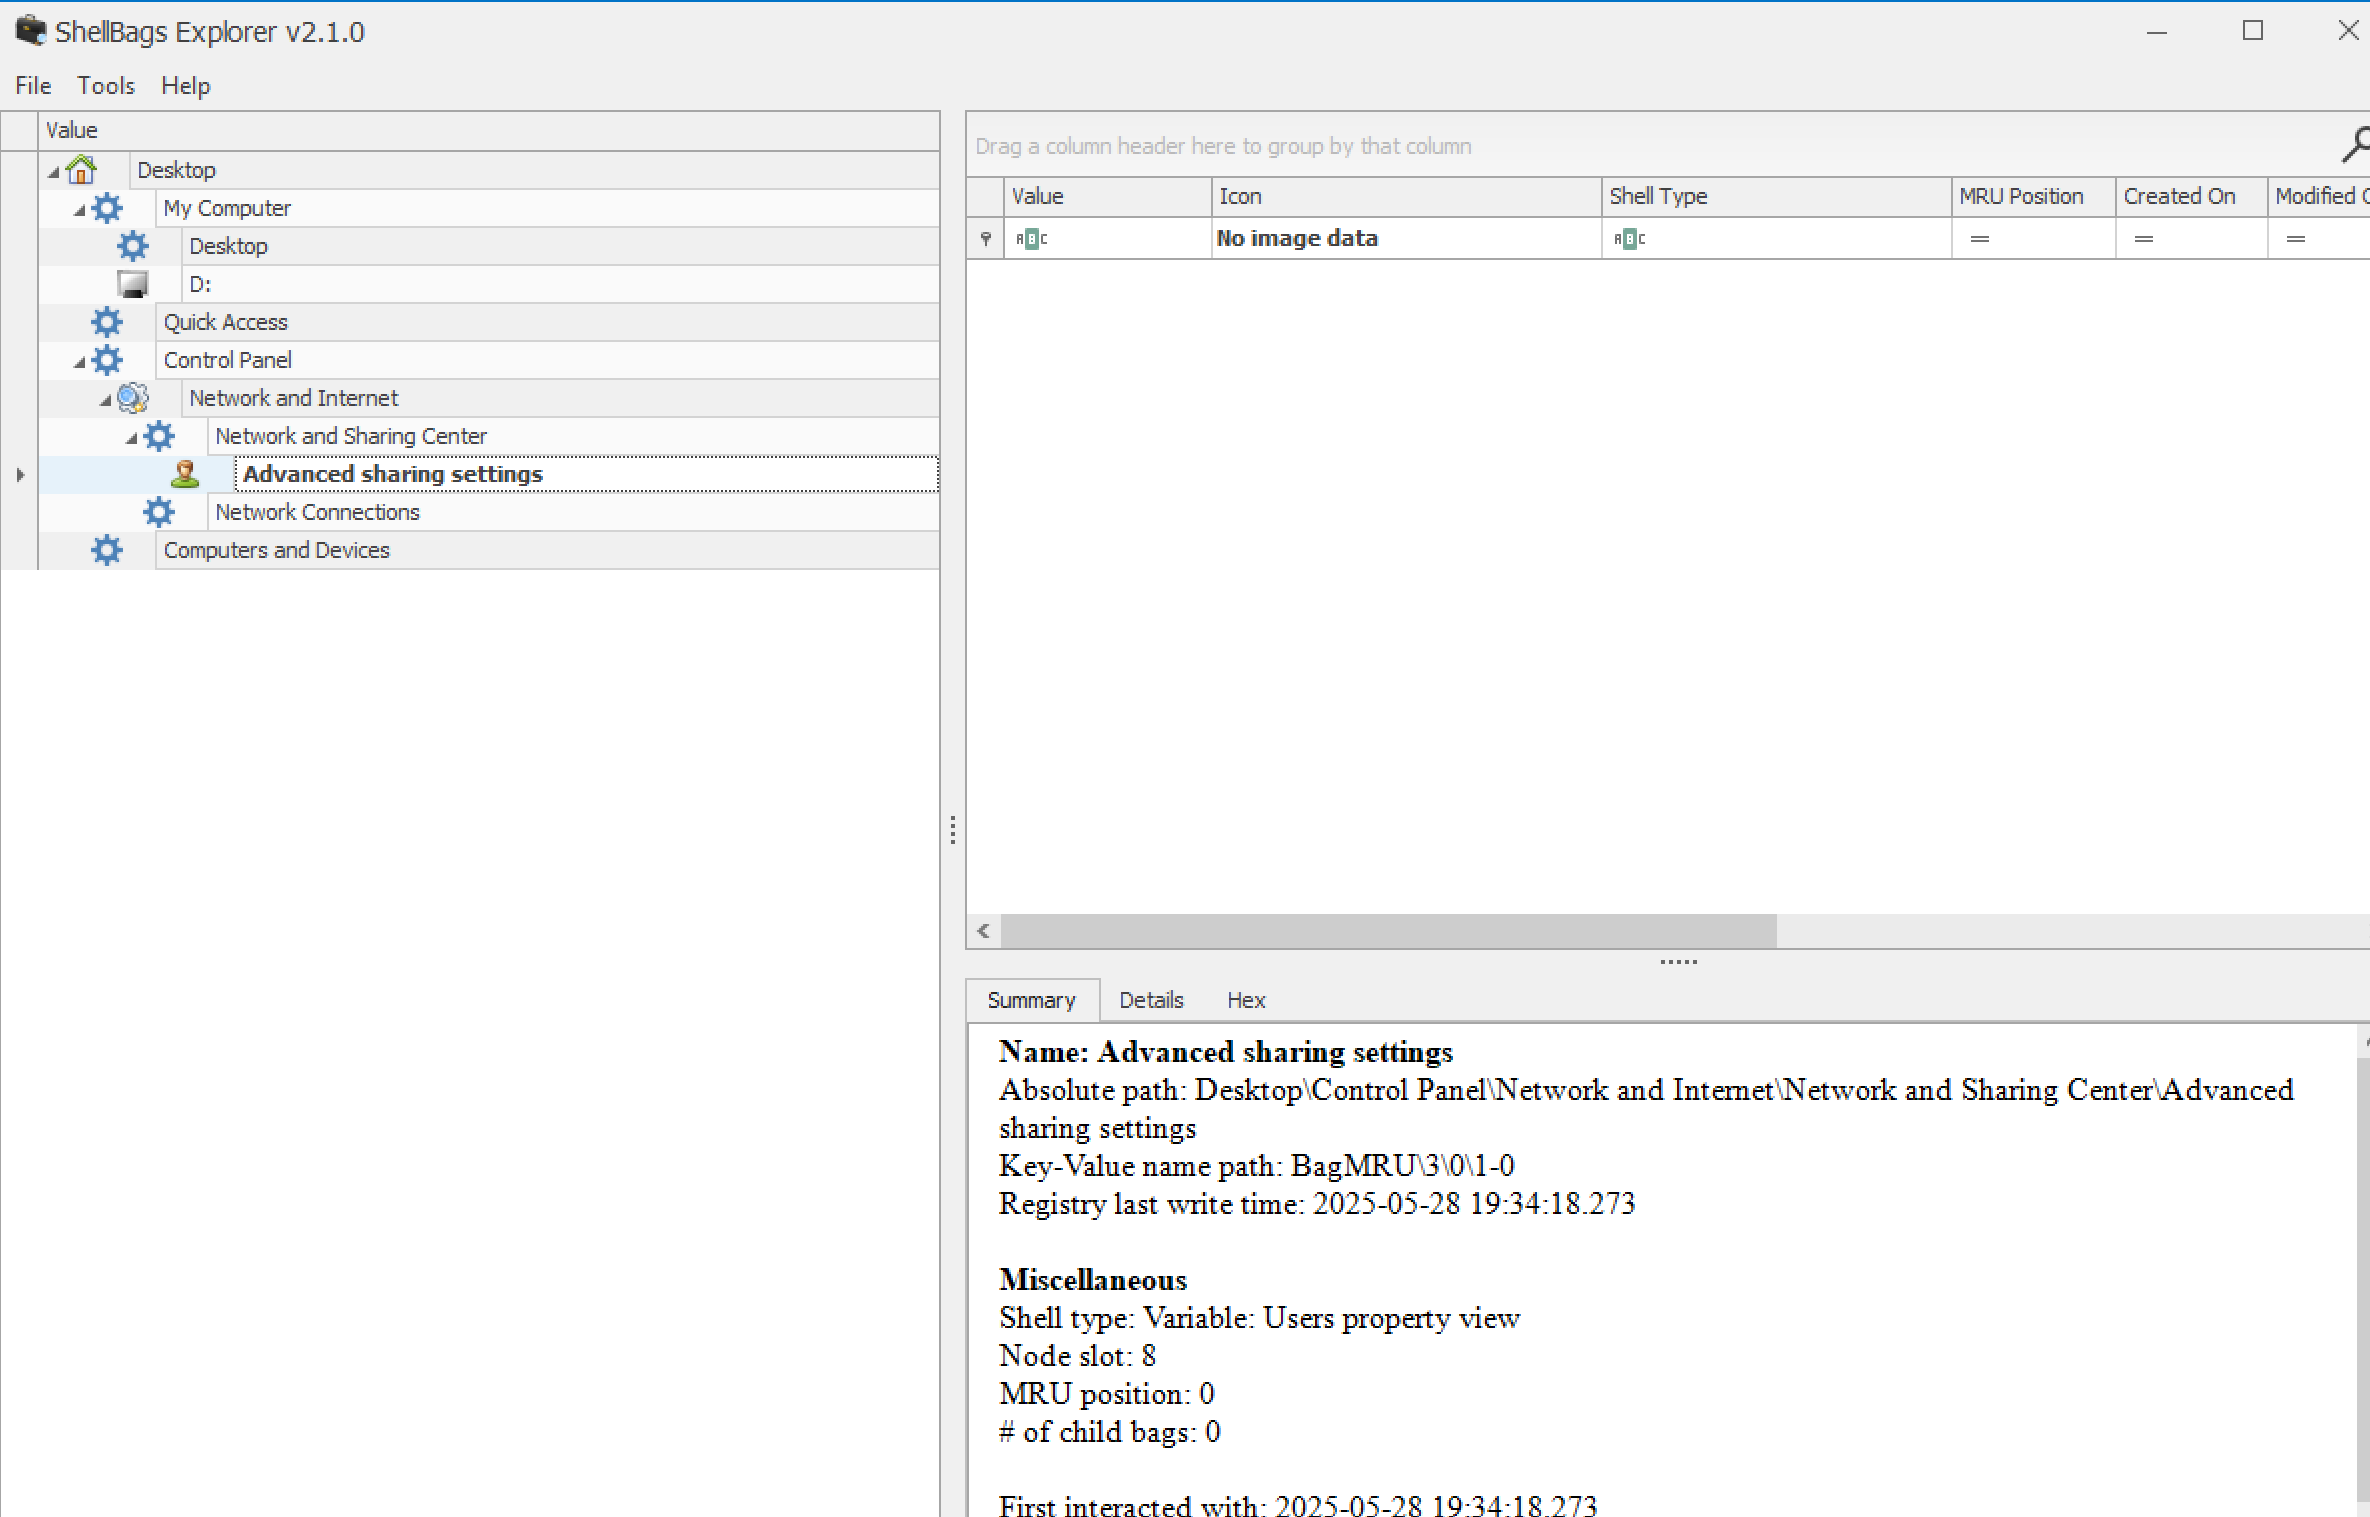 ShellBags Explorer v2.1.0
File Tools Help
Value
Desktop
My Computer
Desktop
D:
Quick Access
Control Panel
Network and Internet
Network and Sharing Center
Advanced sharing settings
Network Connections
Computers and Devices
Drag a column header here to group by that column
Value Icon Shell Type MRU Position Created On Modified
ABC No image data ABC = = =
Summary Details Hex
Name: Advanced sharing settings
Absolute path: Desktop\Control Panel\Network and Internet\Network and Sharing Center\Advanced
sharing settings
Key-Value name path: BagMRU\3\0\1-0
Registry last write time: 2025-05-28 19:34:18.273
Miscellaneous
Shell type: Variable: Users property view
Node slot: 8
MRU position: 0
# of child bags: 0
First interacted with: 2025-05-28 19:34:18.273